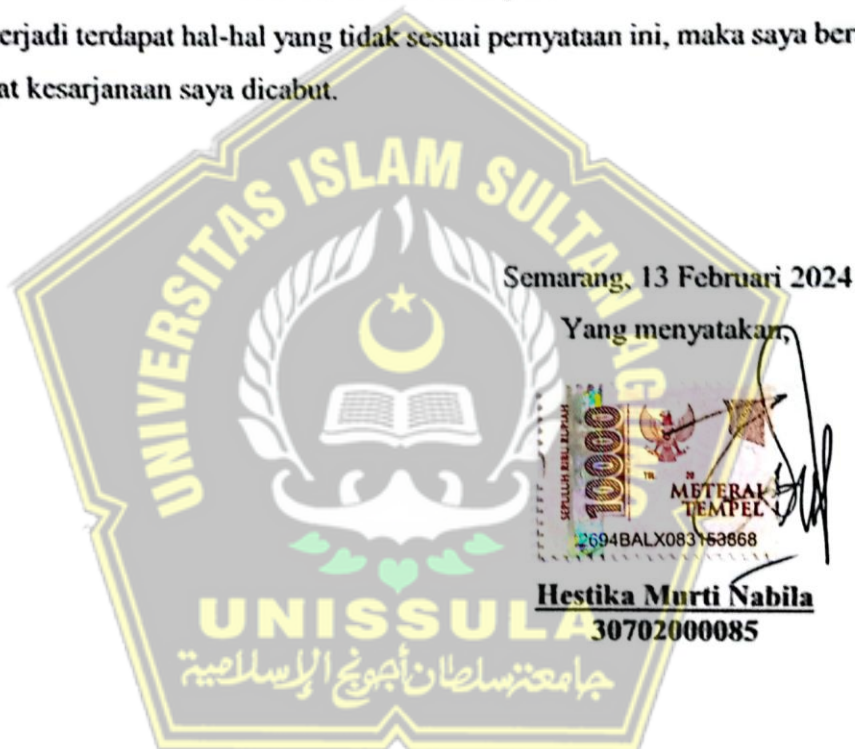 erjadi terdapat hal-hal yang tidak sesuai pernyataan ini, maka saya ber
at kesarjanaan saya dicabut.
UNIVERSITAS ISLAM SULTAN AGUNG
Semarang, 13 Februari 2024
Yang menyatakan,
SEPULUH RIBU RUPIAH
10000
TGL. 20
METERAI
TEMPEL
2694BALX083153868
Hestika Murti Nabila
30702000085
UNISSULA
جامعة سلطان أجونج الإسلامية